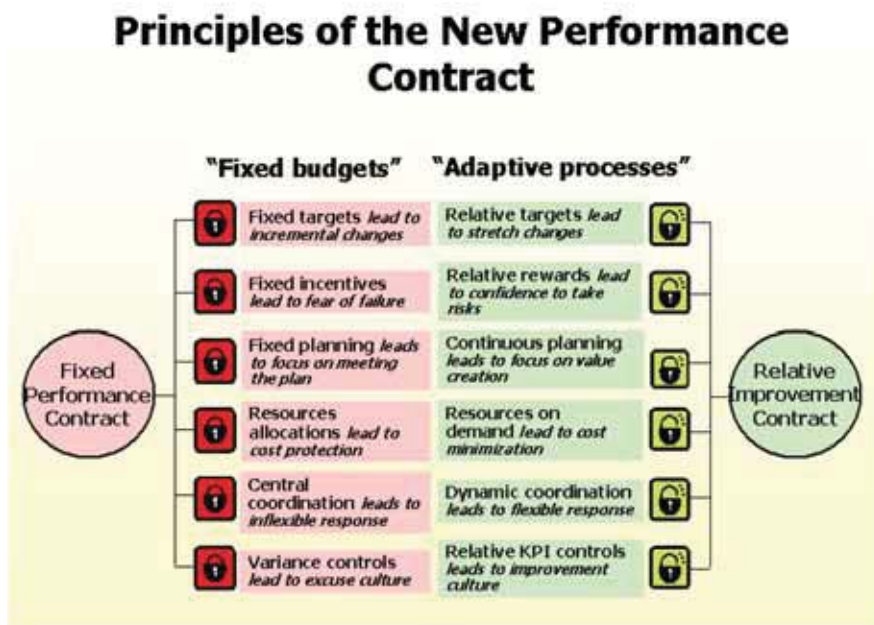 Principles of the New Performance
Contract
"Fixed budgets"
"Adaptive processes"
Fixed
Performance
Contract
Fixed targets lead to
incremental changes
Fixed incentives
lead to fear of failure
Fixed planning leads
to focus on meeting
the plan
Resources
allocations lead to
cost protection
Central
coordination leads to
inflexible response
Variance controls
lead to excuse culture
Relative targets lead
to stretch changes
Relative rewards lead
to confidence to take
risks
Continuous planning
leads to focus on value
creation
Resources on
demand lead to cost
minimization
Dynamic coordination
leads to flexible response
Relative KPI controls
leads to improvement
culture
Relative
Improvement
Contract